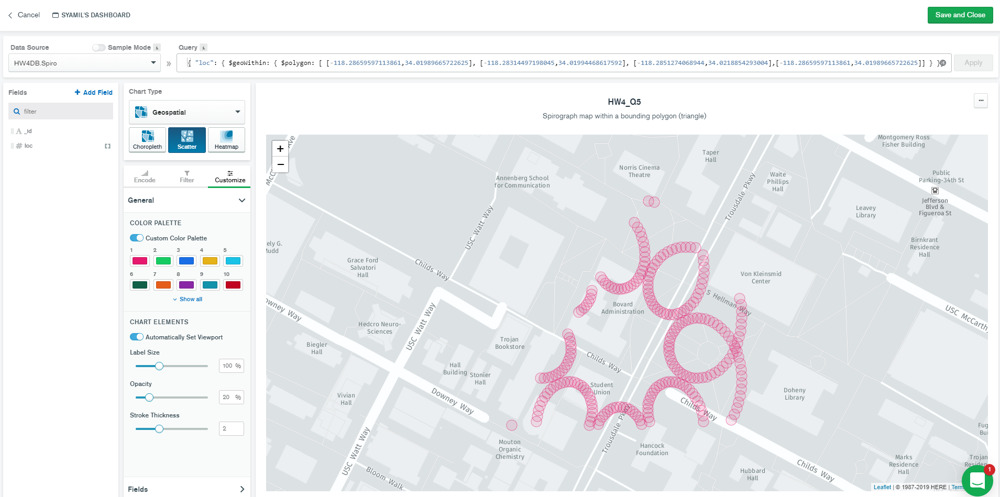 Cancel
SYAMIL'S DASHBOARD
Save and Close
Data Source
Sample Mode i
Query i
HW4DB.Spiro
»
{ "loc": { $geoWithin: { $polygon: [ [-118.28659597113861,34.01989665722625], [-118.28314497198045,34.01994468617592], [-118.2851274068944,34.0218854293004],[-118.28659597113861,34.01989665722625]] } }
Apply
Fields
+ Add Field
filter
A _id
# loc
Chart Type
Geospatial
Choropleth
Scatter
Heatmap
Encode
Filter
Customize
General
COLOR PALETTE
Custom Color Palette
1 2 3 4 5
6 7 8 9 10
Show all
CHART ELEMENTS
Automatically Set Viewport
Label Size
100 %
Opacity
20 %
Stroke Thickness
2
Fields
HW4_Q5
Spirograph map within a bounding polygon (triangle)
...
+
−
Ave
McC
Montgomery Ross
Fisher Building
Taper
Hall
Norris Cinema
Theatre
Annenberg School
for Communication
Trousdale Pkwy
Waite
Phillips
Hall
Public
Parking-34th St
Jefferson
Blvd &
Figueroa St
Leavey
Library
USC Watt Way
ely G.
Mudd
Birnkrant
Residence
Hall
Grace Ford
Salvatori
Hall
Childs Way
Von Kleinsmid
Center
S Hellman Way
Bovard
Administration
owney Way
USC McCarthy
Hedco Neuro-
Sciences
USC Watt Way
Biegler
Hall
Trojan
Bookstore
Childs Way
Hall
Building
Stonier
Hall
Student
Union
Vivian
Hall
Downey Way
Doheny
Library
Childs Way
Trousdale Pkwy
USC Watt Way
Mouton
Organic
Chemistry
Hancock
Foundation
Fug
Bui
Bloom Walk
Hubbard
Hall
Childs Way
Marks
Residence
Hall
Trojan
Residen
1
Leaflet | © 1987-2019 HERE | Term